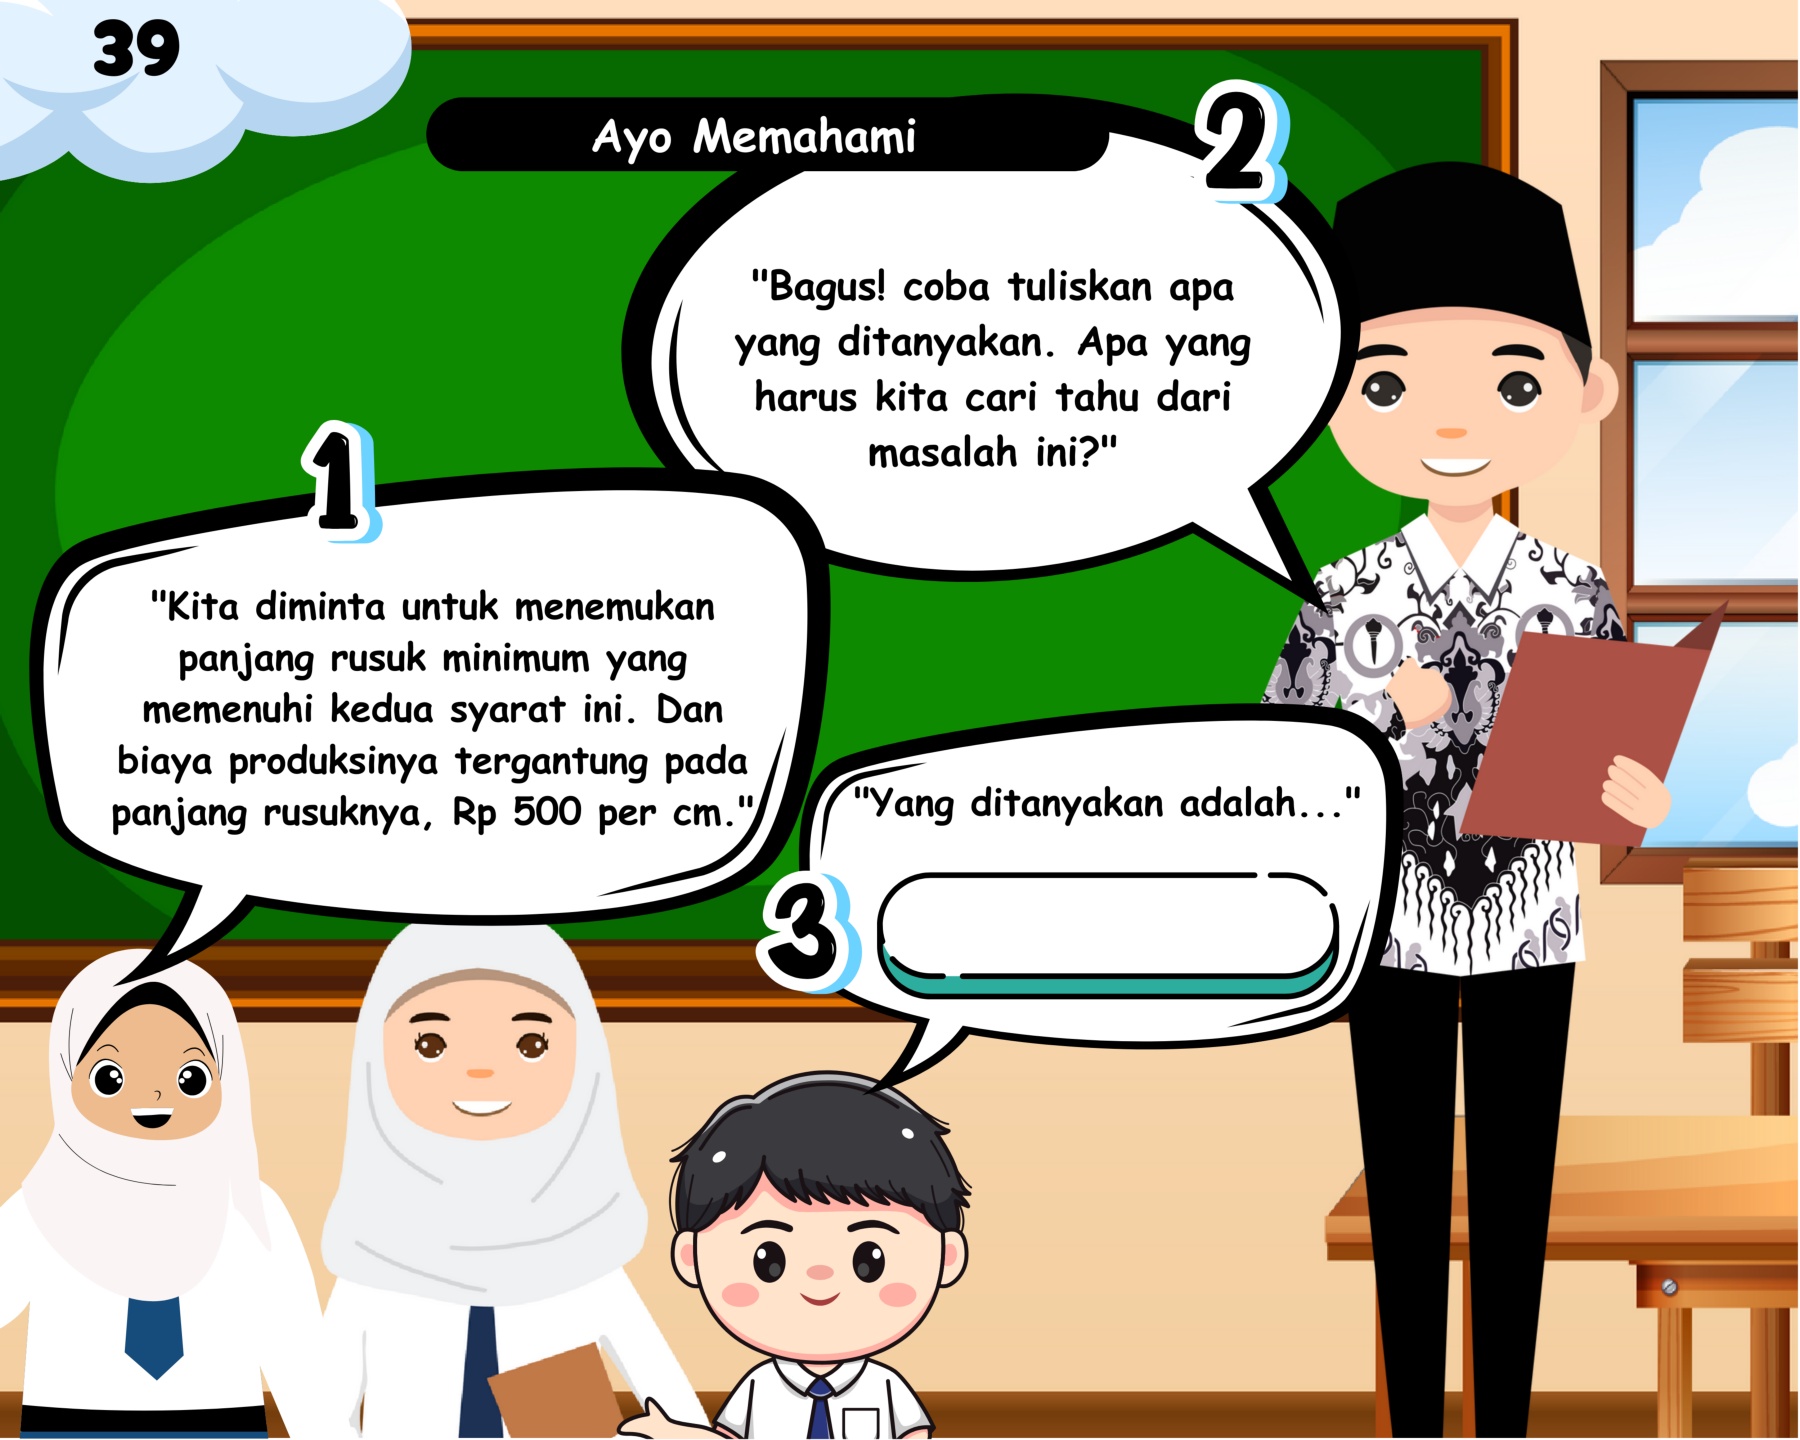 39
Ayo Memahami
1
"Kita diminta untuk menemukan
panjang rusuk minimum yang
memenuhi kedua syarat ini. Dan
biaya produksinya tergantung pada
panjang rusuknya, Rp 500 per cm."
2
"Bagus! coba tuliskan apa
yang ditanyakan. Apa yang
harus kita cari tahu dari
masalah ini?"
3
"Yang ditanyakan adalah..."